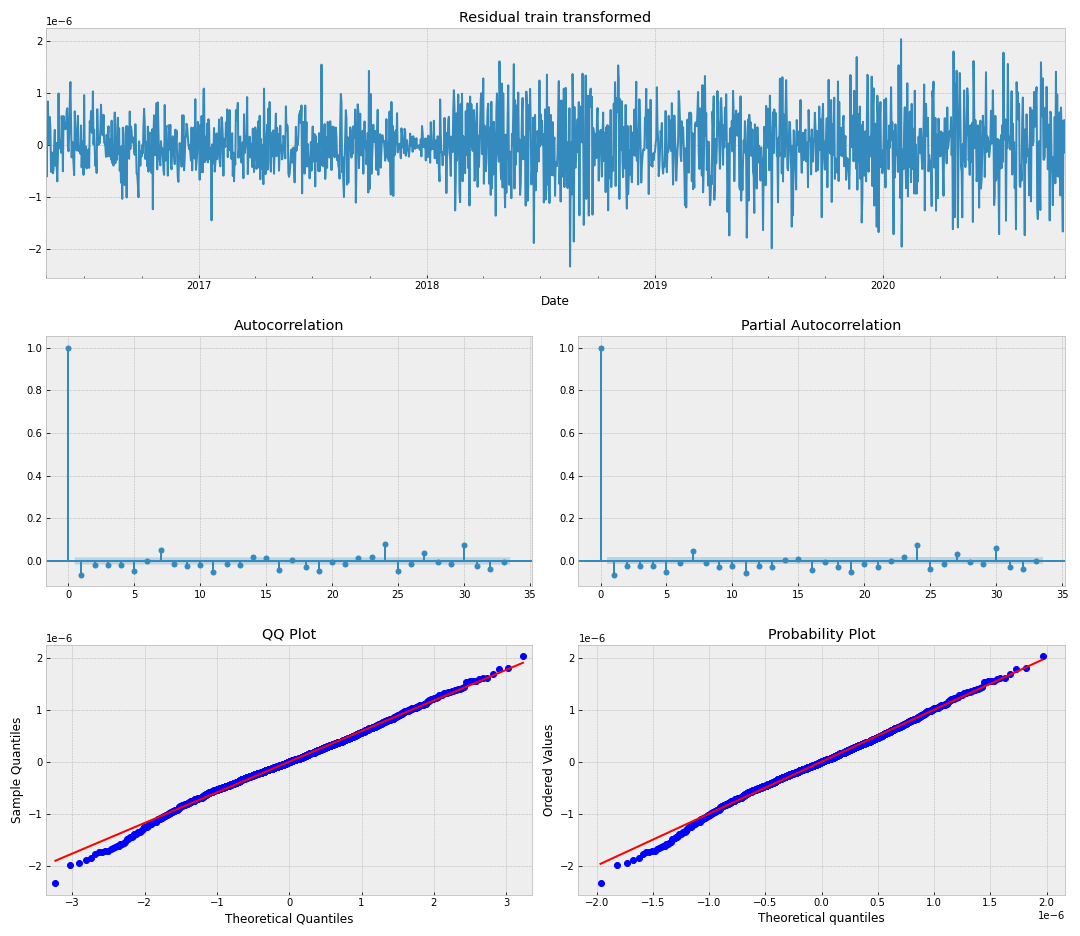 Residual train transformed
1e−6
2
1
0
−1
−2
2017 2018 2019 2020
Date
Autocorrelation
1.0
0.8
0.6
0.4
0.2
0.0
0 5 10 15 20 25 30 35
Partial Autocorrelation
1.0
0.8
0.6
0.4
0.2
0.0
0 5 10 15 20 25 30 35
QQ Plot
1e−6
2
1
0
−1
−2
Sample Quantiles
−3 −2 −1 0 1 2 3
Theoretical Quantiles
Probability Plot
1e−6
2
1
0
−1
−2
Ordered Values
−2.0 −1.5 −1.0 −0.5 0.0 0.5 1.0 1.5 2.0
1e−6
Theoretical quantiles